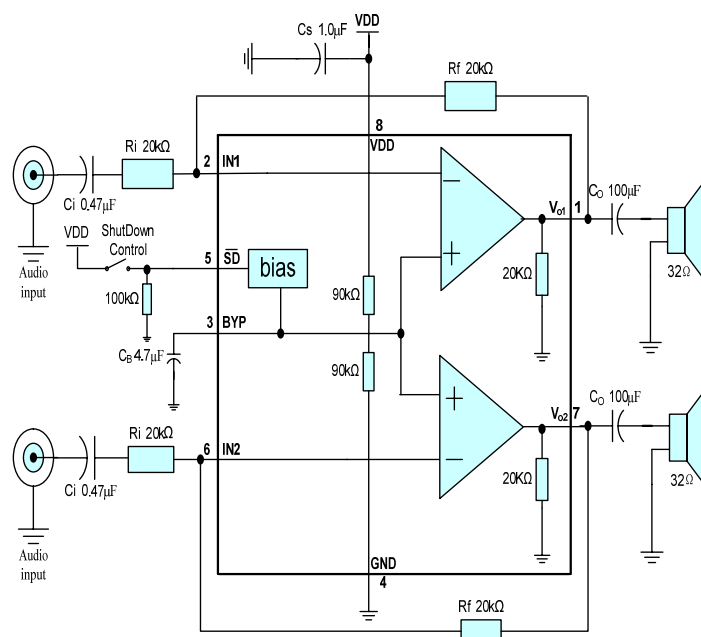 Cs 1.0μF
VDD
Rf 20kΩ
8
VDD
Ri 20kΩ
2 IN1
Ci 0.47μF
Vo1 1
CO 100μF
VDD
ShutDown
Control
5 SD
bias
Audio
input
100kΩ
90kΩ
20KΩ
32Ω
3 BYP
CB 4.7μF
90kΩ
CO 100μF
Vo2 7
Ri 20kΩ
6 IN2
Ci 0.47μF
20KΩ
32Ω
Audio
input
GND
4
Rf 20kΩ